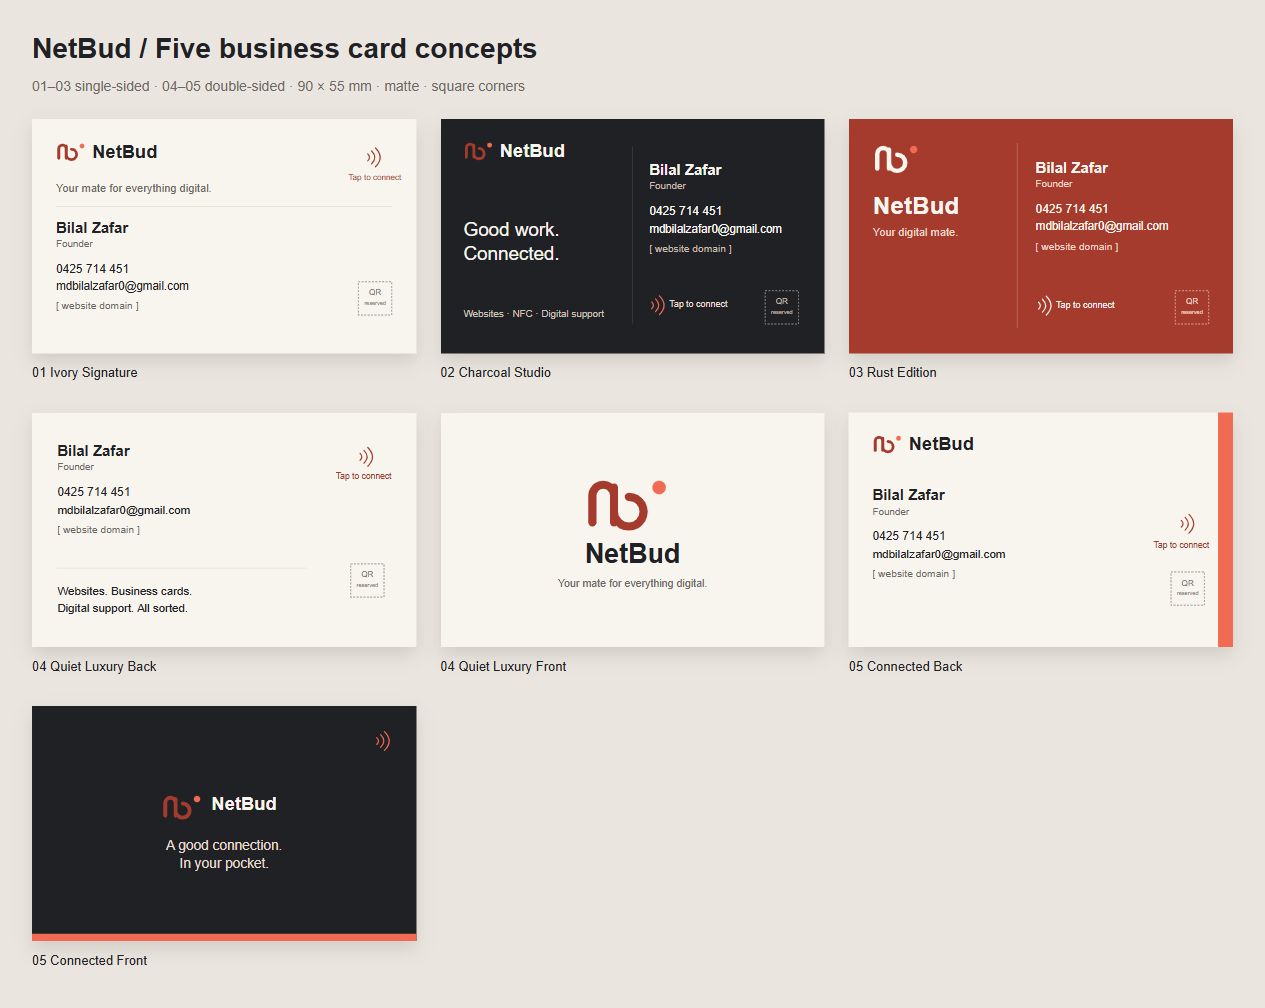 NetBud / Five business card concepts
01–03 single-sided · 04–05 double-sided · 90 × 55 mm · matte · square corners
NetBud
Your mate for everything digital.
Tap to connect
Bilal Zafar
Founder
0425 714 451
mdbilalzafar0@gmail.com
[ website domain ]
QR
reserved
01 Ivory Signature
NetBud
Good work.
Connected.
Websites · NFC · Digital support
Bilal Zafar
Founder
0425 714 451
mdbilalzafar0@gmail.com
[ website domain ]
Tap to connect
QR
reserved
02 Charcoal Studio
NetBud
Your digital mate.
Bilal Zafar
Founder
0425 714 451
mdbilalzafar0@gmail.com
[ website domain ]
Tap to connect
QR
reserved
03 Rust Edition
Bilal Zafar
Founder
0425 714 451
mdbilalzafar0@gmail.com
[ website domain ]
Tap to connect
Websites. Business cards.
Digital support. All sorted.
QR
reserved
04 Quiet Luxury Back
NetBud
Your mate for everything digital.
04 Quiet Luxury Front
NetBud
Bilal Zafar
Founder
0425 714 451
mdbilalzafar0@gmail.com
[ website domain ]
Tap to connect
QR
reserved
05 Connected Back
NetBud
A good connection.
In your pocket.
05 Connected Front